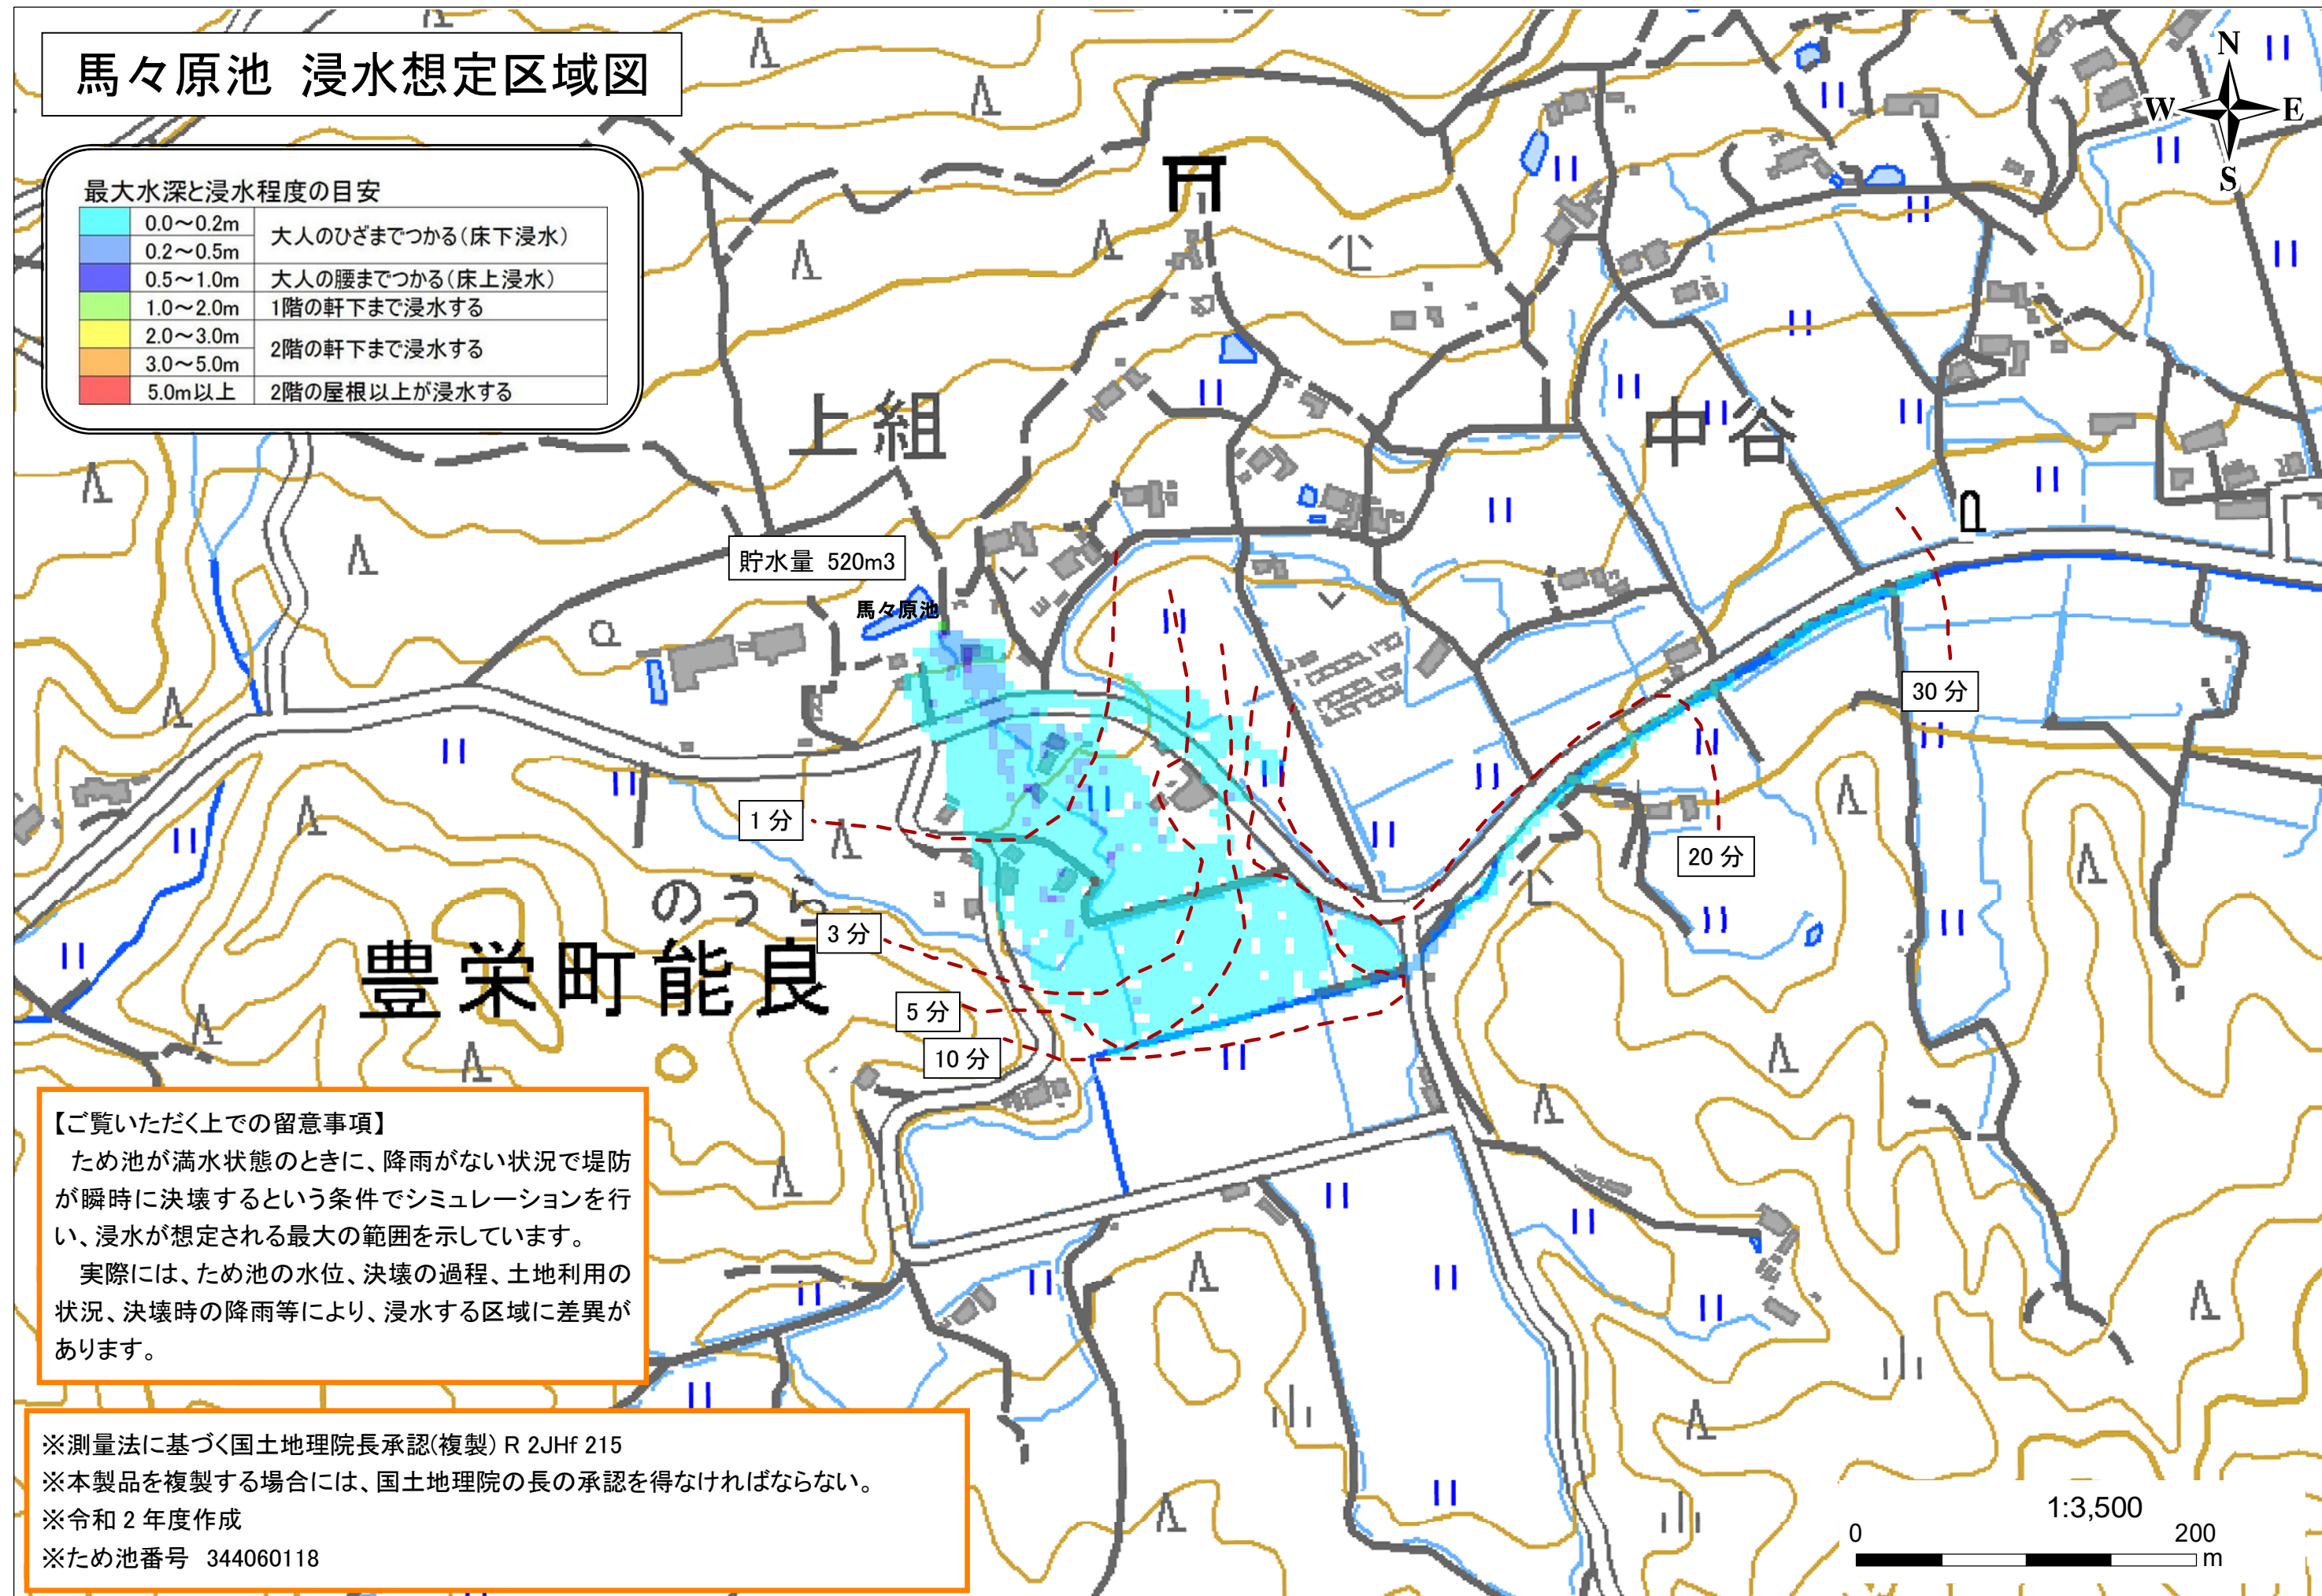 馬々原池 浸水想定区域図
N
W E
S
最大水深と浸水程度の目安
0.0～0.2m
大人のひざまでつかる(床下浸水)
0.2～0.5m
0.5～1.0m 大人の腰までつかる(床上浸水)
1.0～2.0m 1階の軒下まで浸水する
2.0～3.0m
2階の軒下まで浸水する
3.0～5.0m
5.0m以上 2階の屋根以上が浸水する
上組
中谷
貯水量 520m3
馬々原池
30 分
1 分
20 分
のうら
3 分
豊栄町能良
5 分
10 分
【ご覧いただく上での留意事項】
ため池が満水状態のときに、降雨がない状況で堤防
が瞬時に決壊するという条件でシミュレーションを行
い、浸水が想定される最大の範囲を示しています。
実際には、ため池の水位、決壊の過程、土地利用の
状況、決壊時の降雨等により、浸水する区域に差異が
あります。
※測量法に基づく国土地理院長承認(複製) R 2JHf 215
※本製品を複製する場合には、国土地理院の長の承認を得なければならない。
※令和 2 年度作成
※ため池番号 344060118
1:3,500
0 200
m